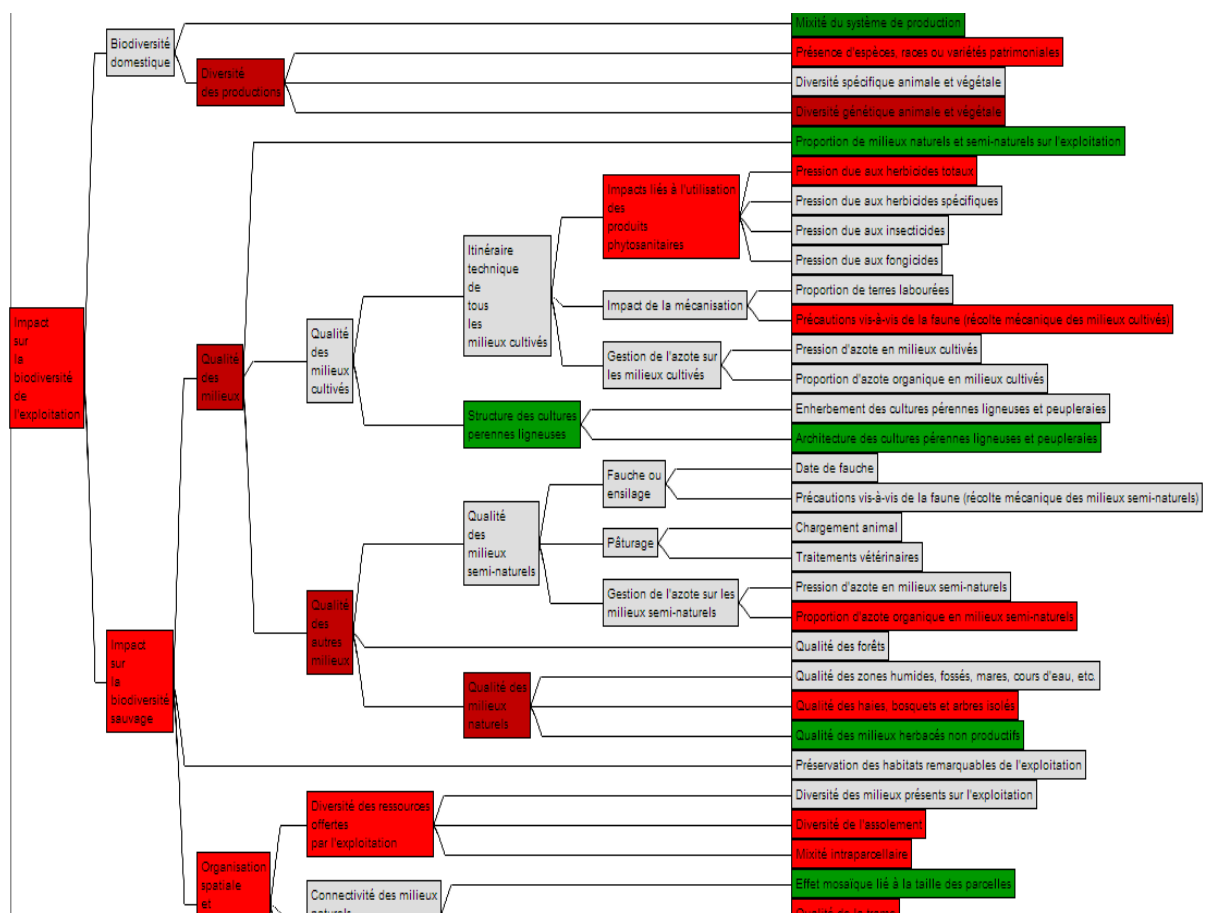 Impact
sur
la
biodiversité
de
l'exploitation
Biodiversité
domestique
Diversité
des productions
Mixité du système de production
Présence d'espèces, races ou variétés patrimoniales
Diversité spécifique animale et végétale
Diversité génétique animale et végétale
Impact
sur
la
biodiversité
sauvage
Qualité
des
milieux
Proportion de milieux naturels et semi-naturels sur l'exploitation
Qualité
des
milieux
cultivés
Itinéraire
technique
de
tous
les
milieux cultivés
Impacts liés à l'utilisation
des
produits
phytosanitaires
Pression due aux herbicides totaux
Pression due aux herbicides spécifiques
Pression due aux insecticides
Pression due aux fongicides
Impact de la mécanisation
Proportion de terres labourées
Précautions vis-à-vis de la faune (récolte mécanique des milieux cultivés)
Gestion de l'azote sur
les milieux cultivés
Pression d'azote en milieux cultivés
Proportion d'azote organique en milieux cultivés
Structure des cultures
perennes ligneuses
Enherbement des cultures pérennes ligneuses et peupleraies
Architecture des cultures pérennes ligneuses et peupleraies
Qualité
des
autres
milieux
Qualité
des
milieux
semi-naturels
Fauche ou
ensilage
Date de fauche
Précautions vis-à-vis de la faune (récolte mécanique des milieux semi-naturels)
Pâturage
Chargement animal
Traitements vétérinaires
Gestion de l'azote sur les
milieux semi-naturels
Pression d'azote en milieux semi-naturels
Proportion d'azote organique en milieux semi-naturels
Qualité des forêts
Qualité des
milieux
naturels
Qualité des zones humides, fossés, mares, cours d'eau, etc.
Qualité des haies, bosquets et arbres isolés
Qualité des milieux herbacés non productifs
Préservation des habitats remarquables de l'exploitation
Organisation
spatiale
et
Diversité des ressources
offertes
par l'exploitation
Diversité des milieux présents sur l'exploitation
Diversité de l'assolement
Mixité intraparcellaire
Connectivité des milieux
naturels
Effet mosaïque lié à la taille des parcelles
Qualité de la trame